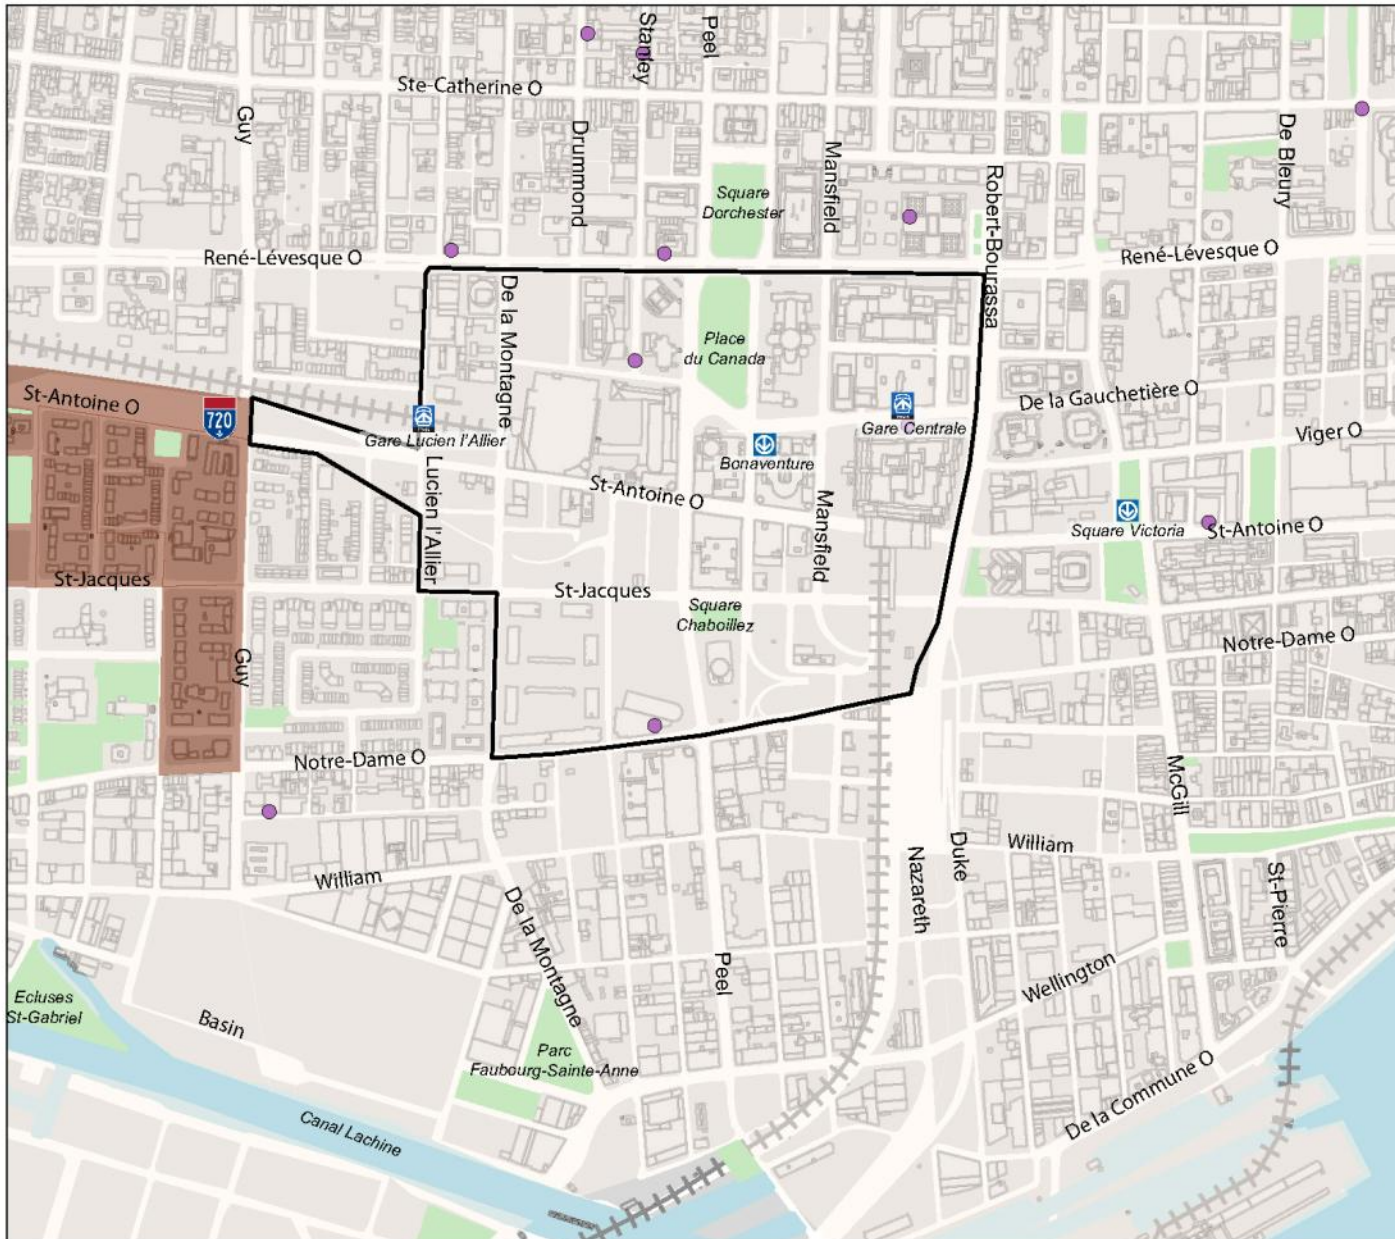 Stanley
Peel
Ste-Catherine O
Guy
Drummond
Mansfield
De Bleury
Square
Dorchester
Robert-Bourassa
René-Lévesque O
René-Lévesque O
De la Montagne
Place
du Canada
De la Gauchetière O
St-Antoine O
720
Gare Lucien l'Allier
Gare Centrale
Viger O
Bonaventure
Lucien l'Allier
St-Antoine O
Mansfield
Square Victoria
St-Antoine O
St-Jacques
St-Jacques
Square
Chaboillez
Notre-Dame O
Guy
Notre-Dame O
McGill
William
Duke
William
Nazareth
St-Pierre
De la Montagne
Peel
Wellington
Ecluses
St-Gabriel
Basin
Parc
Faubourg-Sainte-Anne
De la Commune O
Canal Lachine